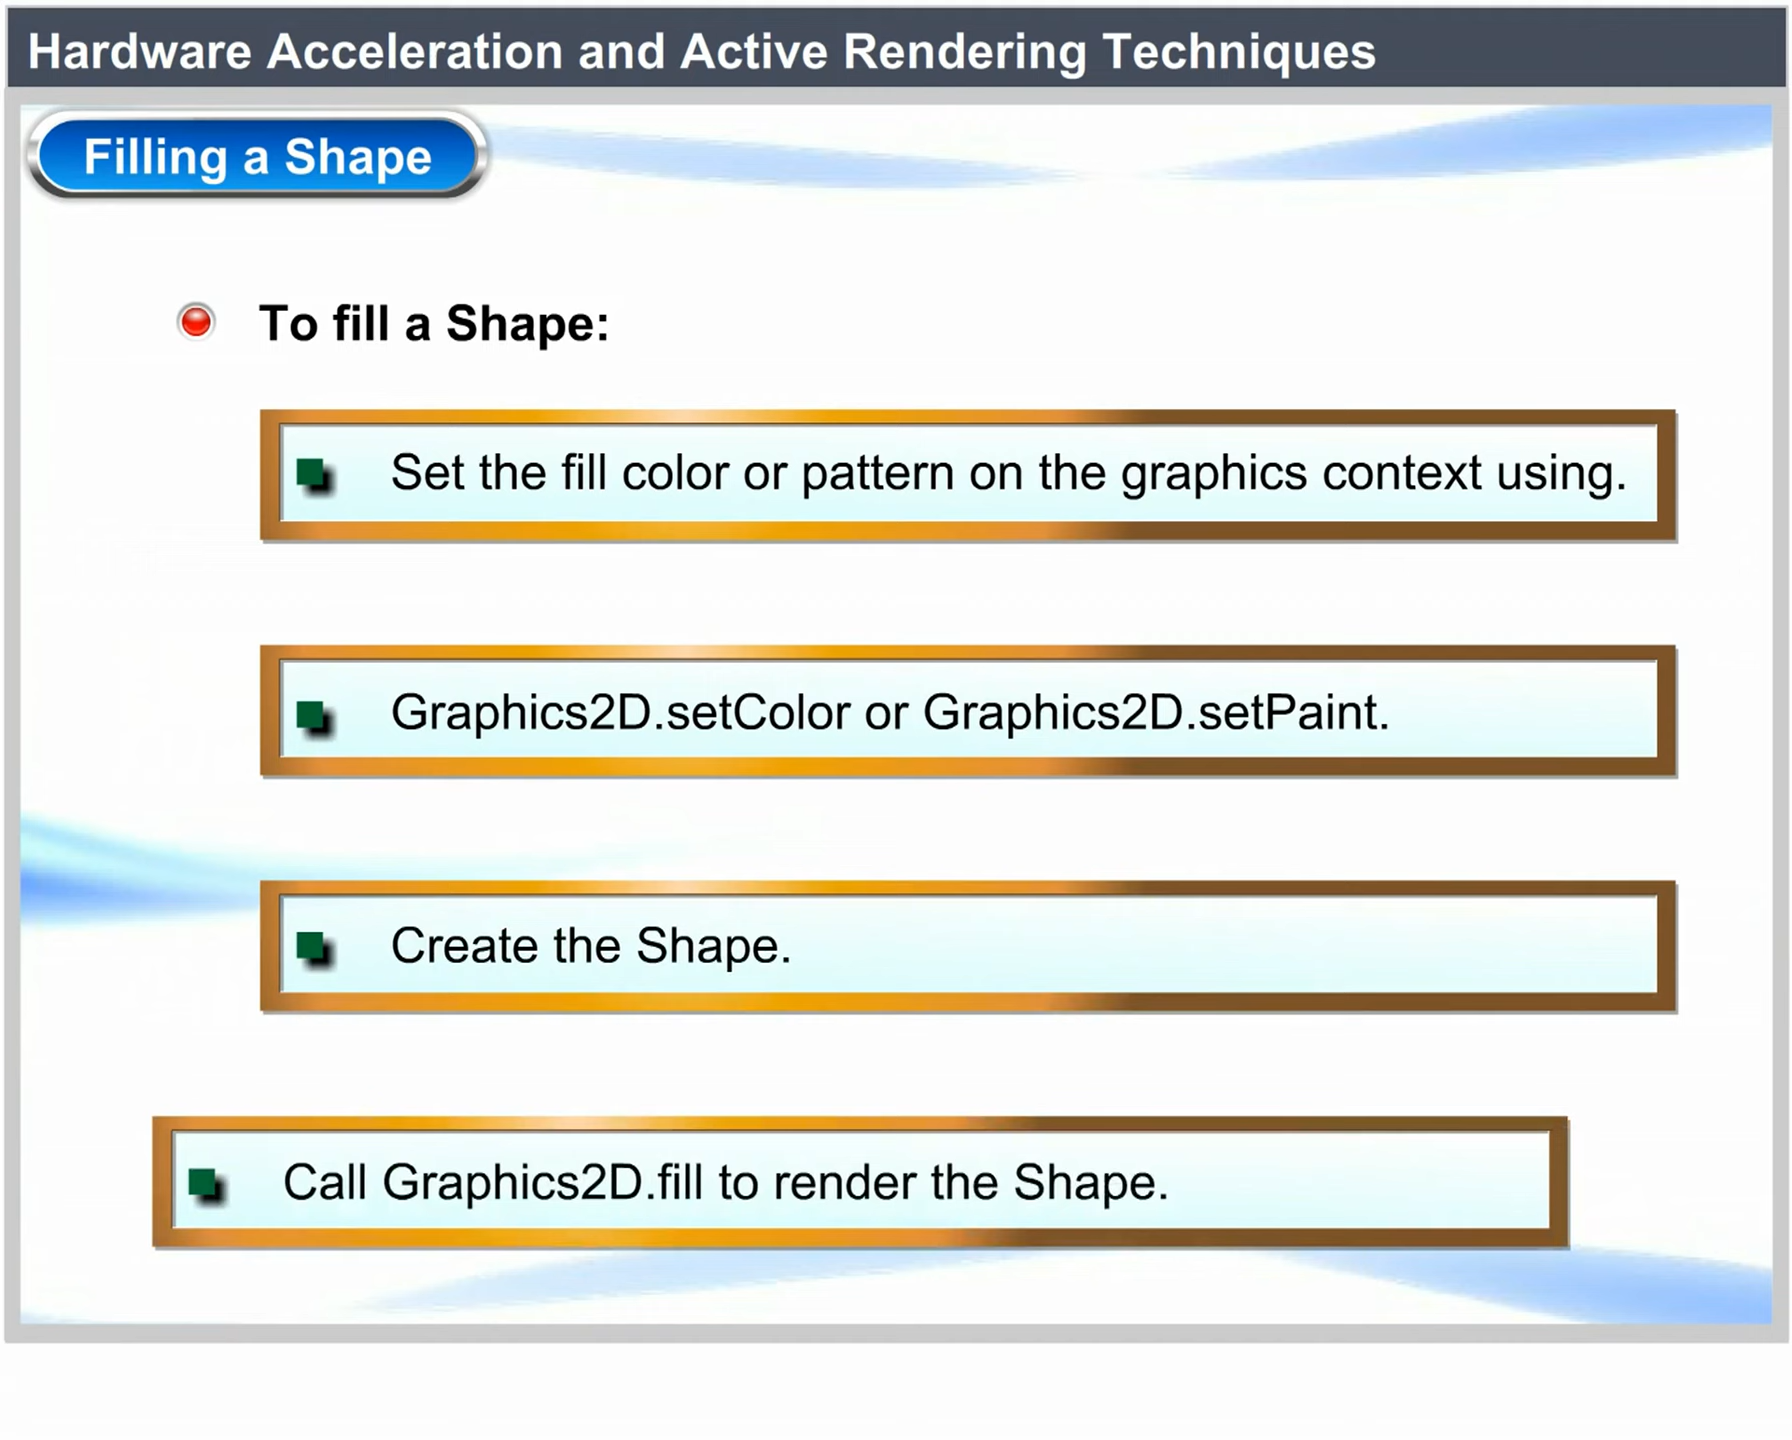 Hardware Acceleration and Active Rendering Techniques
Filling a Shape
To fill a Shape:
Set the fill color or pattern on the graphics context using.
Graphics2D.setColor or Graphics2D.setPaint.
Create the Shape.
Call Graphics2D.fill to render the Shape.